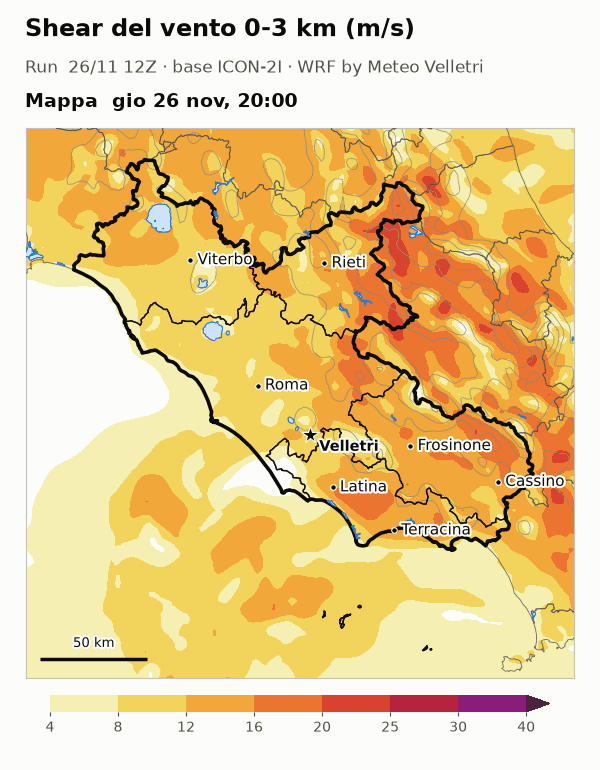 Shear del vento 0-3 km (m/s)
Run  26/11 12Z · base ICON-2I · WRF by Meteo Velletri
Mappa  gio 26 nov, 20:00
Viterbo
Rieti
Roma
Velletri
Frosinone
Latina
Cassino
Terracina
50 km
4 8 12 16 20 25 30 40